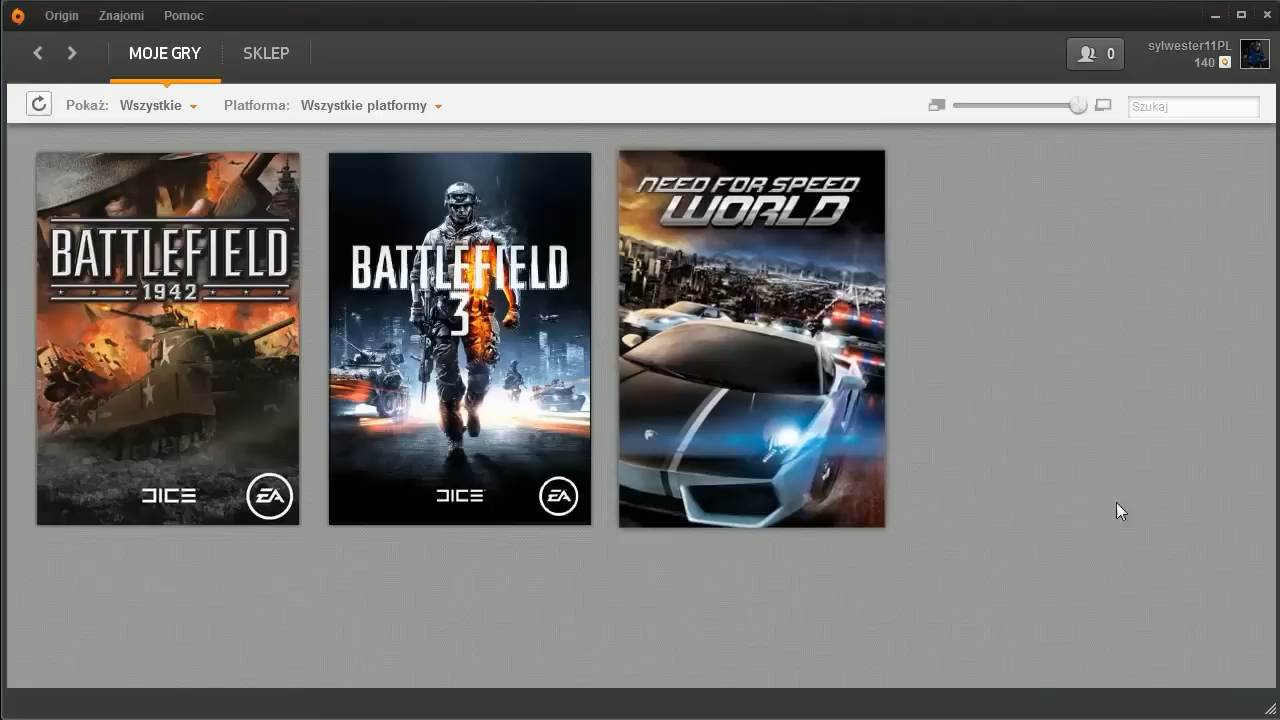 Origin Znajomi Pomoc
MOJE GRY SKLEP
0
sylwester11PL
140
Pokaż: Wszystkie Platforma: Wszystkie platformy
Szukaj
BATTLEFIELD
1942
DICE EA
BATTLEFIELD
3
DICE EA
NEED FOR SPEED
WORLD